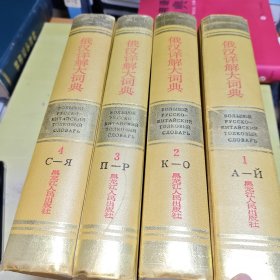 俄汉详解大词典
БОЛЬШОЙ
РУССКО-
КИТАЙСКИЙ
ТОЛКОВЫЙ
СЛОВАРЬ
4
С—Я
黑龙江人民出版社
俄汉详解大词典
БОЛЬШОЙ
РУССКО-
КИТАЙСКИЙ
ТОЛКОВЫЙ
СЛОВАРЬ
3
П—Р
黑龙江人民出版社
俄汉详解大词典
БОЛЬШОЙ
РУССКО-
КИТАЙСКИЙ
ТОЛКОВЫЙ
СЛОВАРЬ
2
К—О
黑龙江人民出版社
俄汉详解大词典
БОЛЬШОЙ
РУССКО-
КИТАЙСКИЙ
ТОЛКОВЫЙ
СЛОВАРЬ
1
А—Й
黑龙江人民出版社